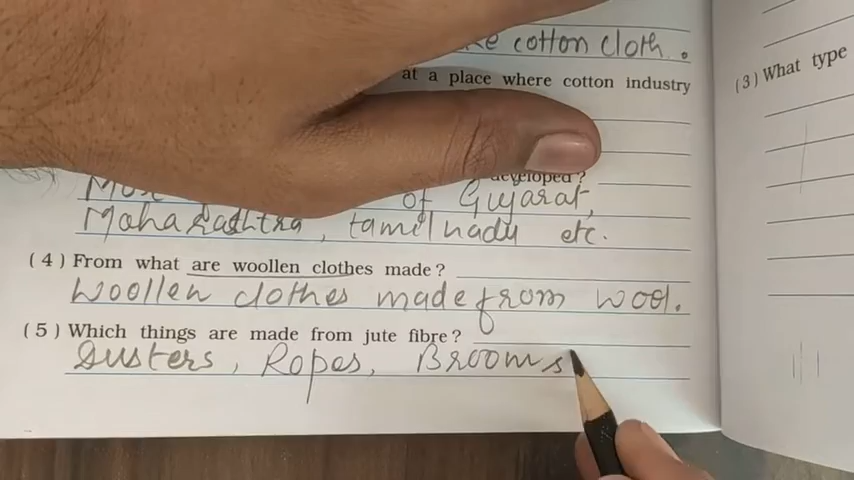 ke cotton cloth.
at a place where cotton industry
(3) What type
developed?
of Gujarat,
Maharashtra, tamilnadu etc.
(4) From what are woollen clothes made?
Woollen clothes made from wool.
(5) Which things are made from jute fibre?
Dusters, Ropes, Brooms